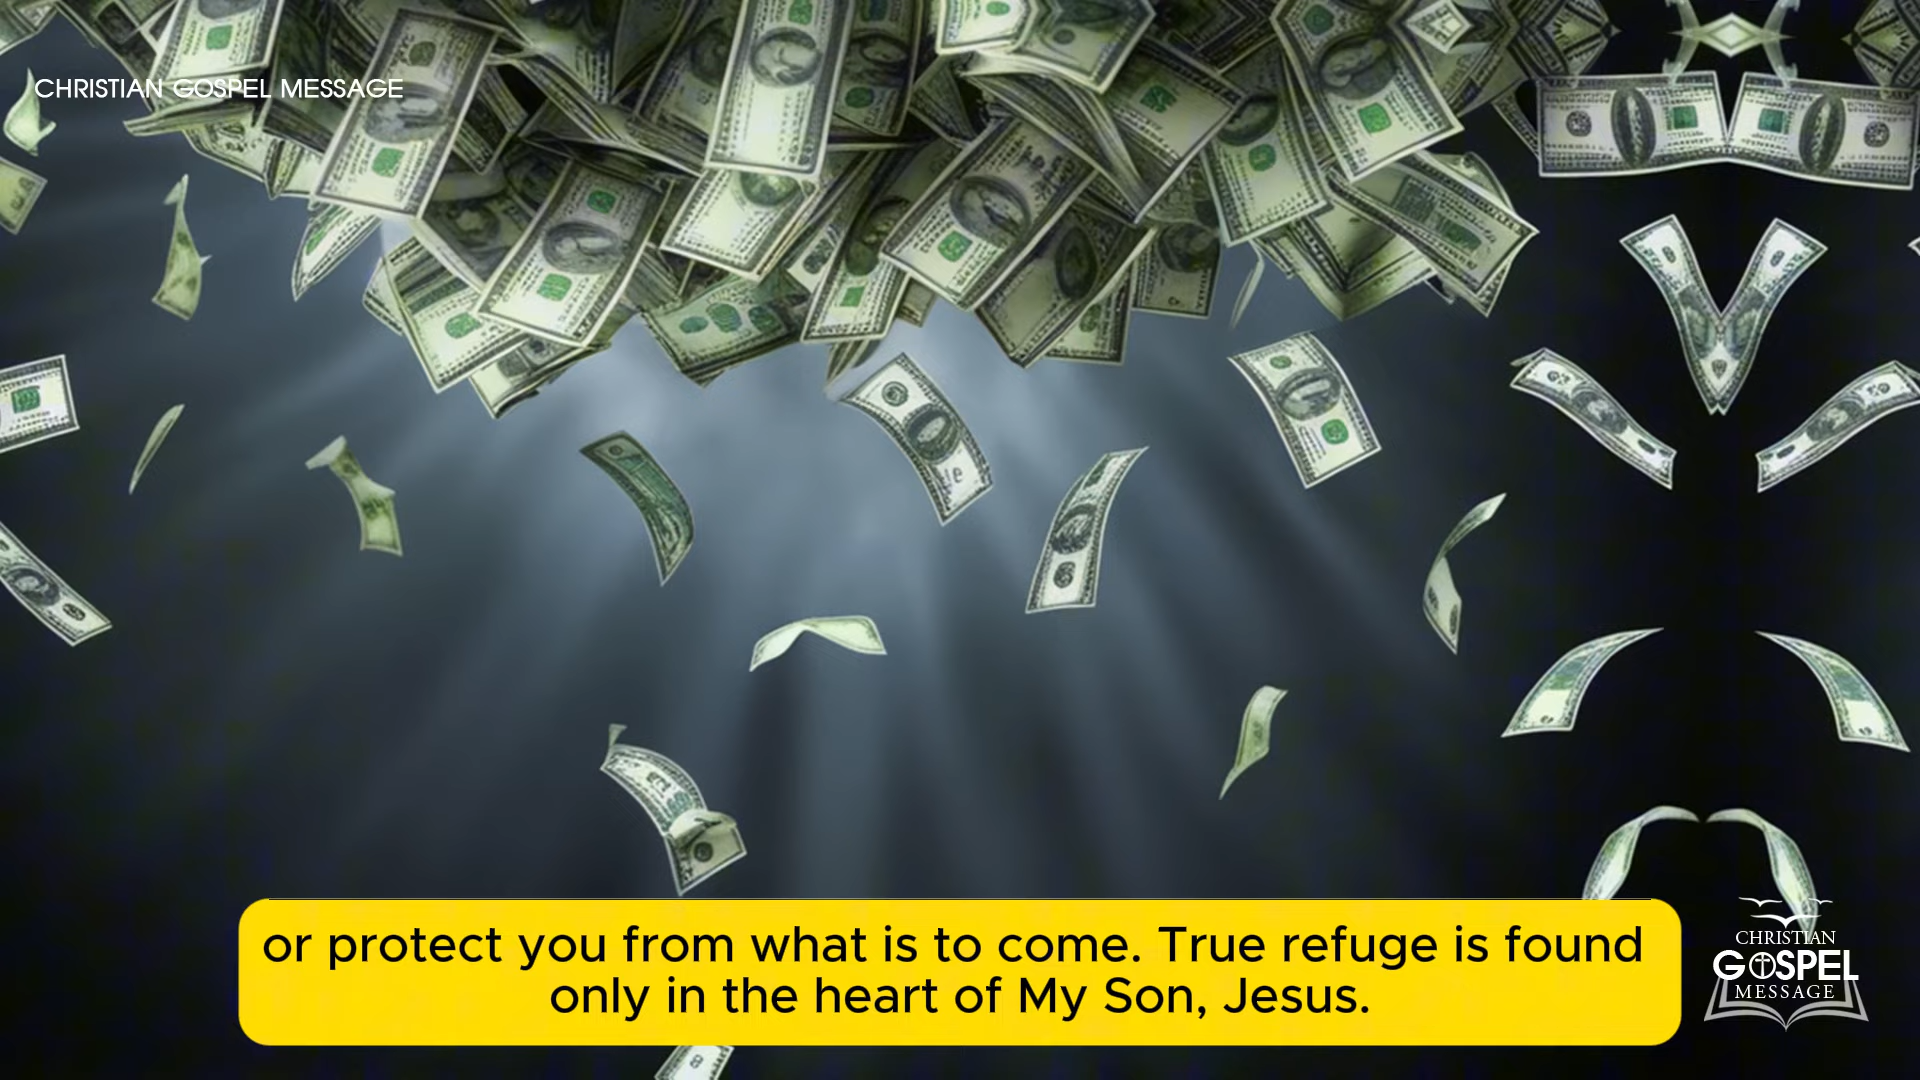 CHRISTIAN GOSPEL MESSAGE
or protect you from what is to come. True refuge is found
only in the heart of My Son, Jesus.
CHRISTIAN
GOSPEL
MESSAGE